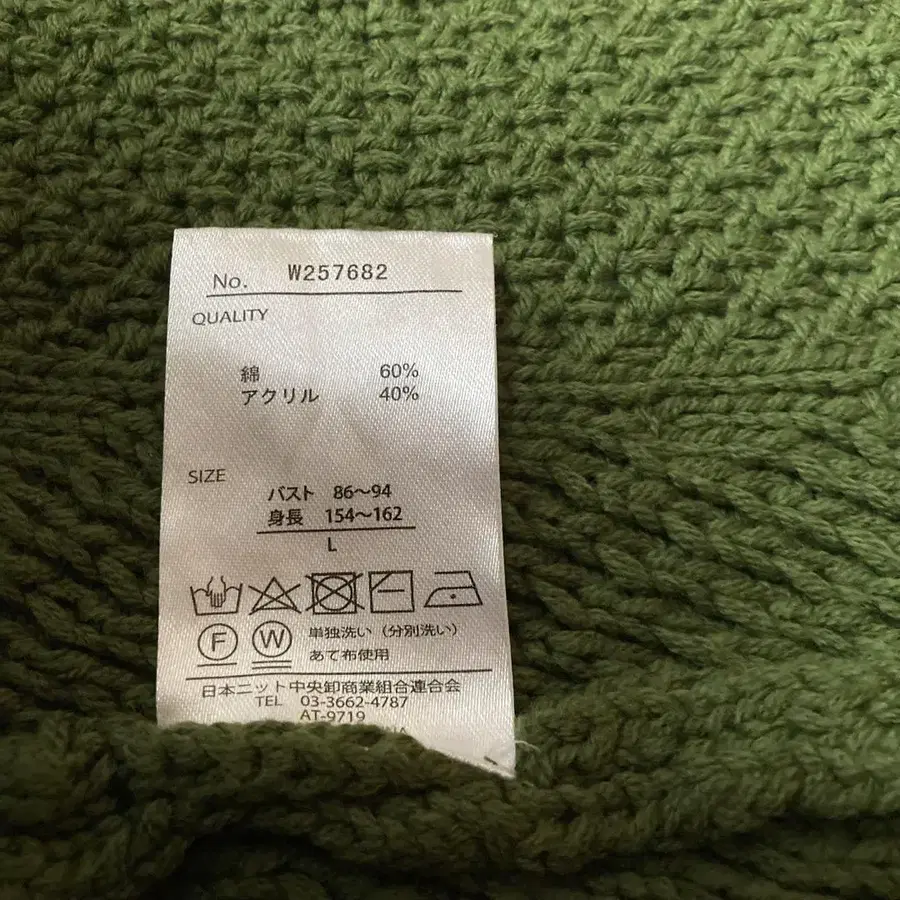 No. W257682
QUALITY
綿 60%
アクリル 40%
SIZE
バスト 86～94
身長 154～162
L
F W 単独洗い（分別洗い）
あて布使用
日本ニット中央卸商業組合連合会
TEL 03-3662-4787
AT-9719